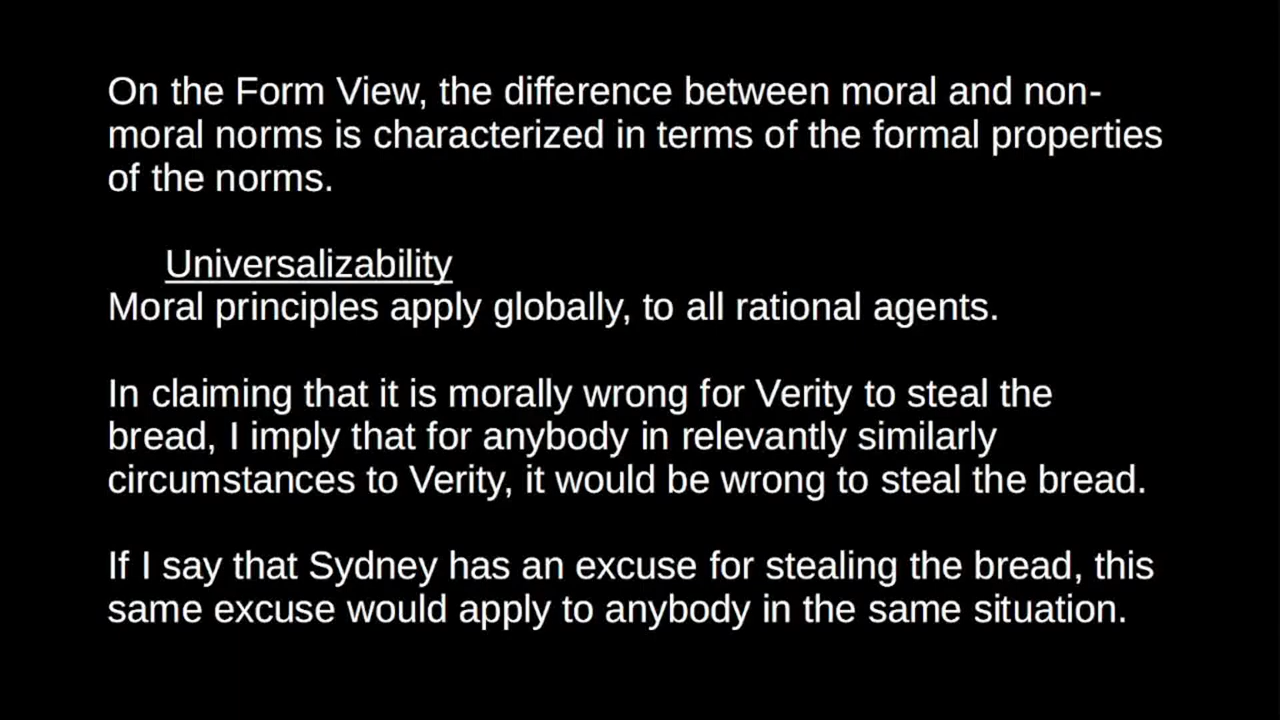 On the Form View, the difference between moral and non-
moral norms is characterized in terms of the formal properties
of the norms.
Universalizability
Moral principles apply globally, to all rational agents.
In claiming that it is morally wrong for Verity to steal the
bread, I imply that for anybody in relevantly similarly
circumstances to Verity, it would be wrong to steal the bread.
If I say that Sydney has an excuse for stealing the bread, this
same excuse would apply to anybody in the same situation.